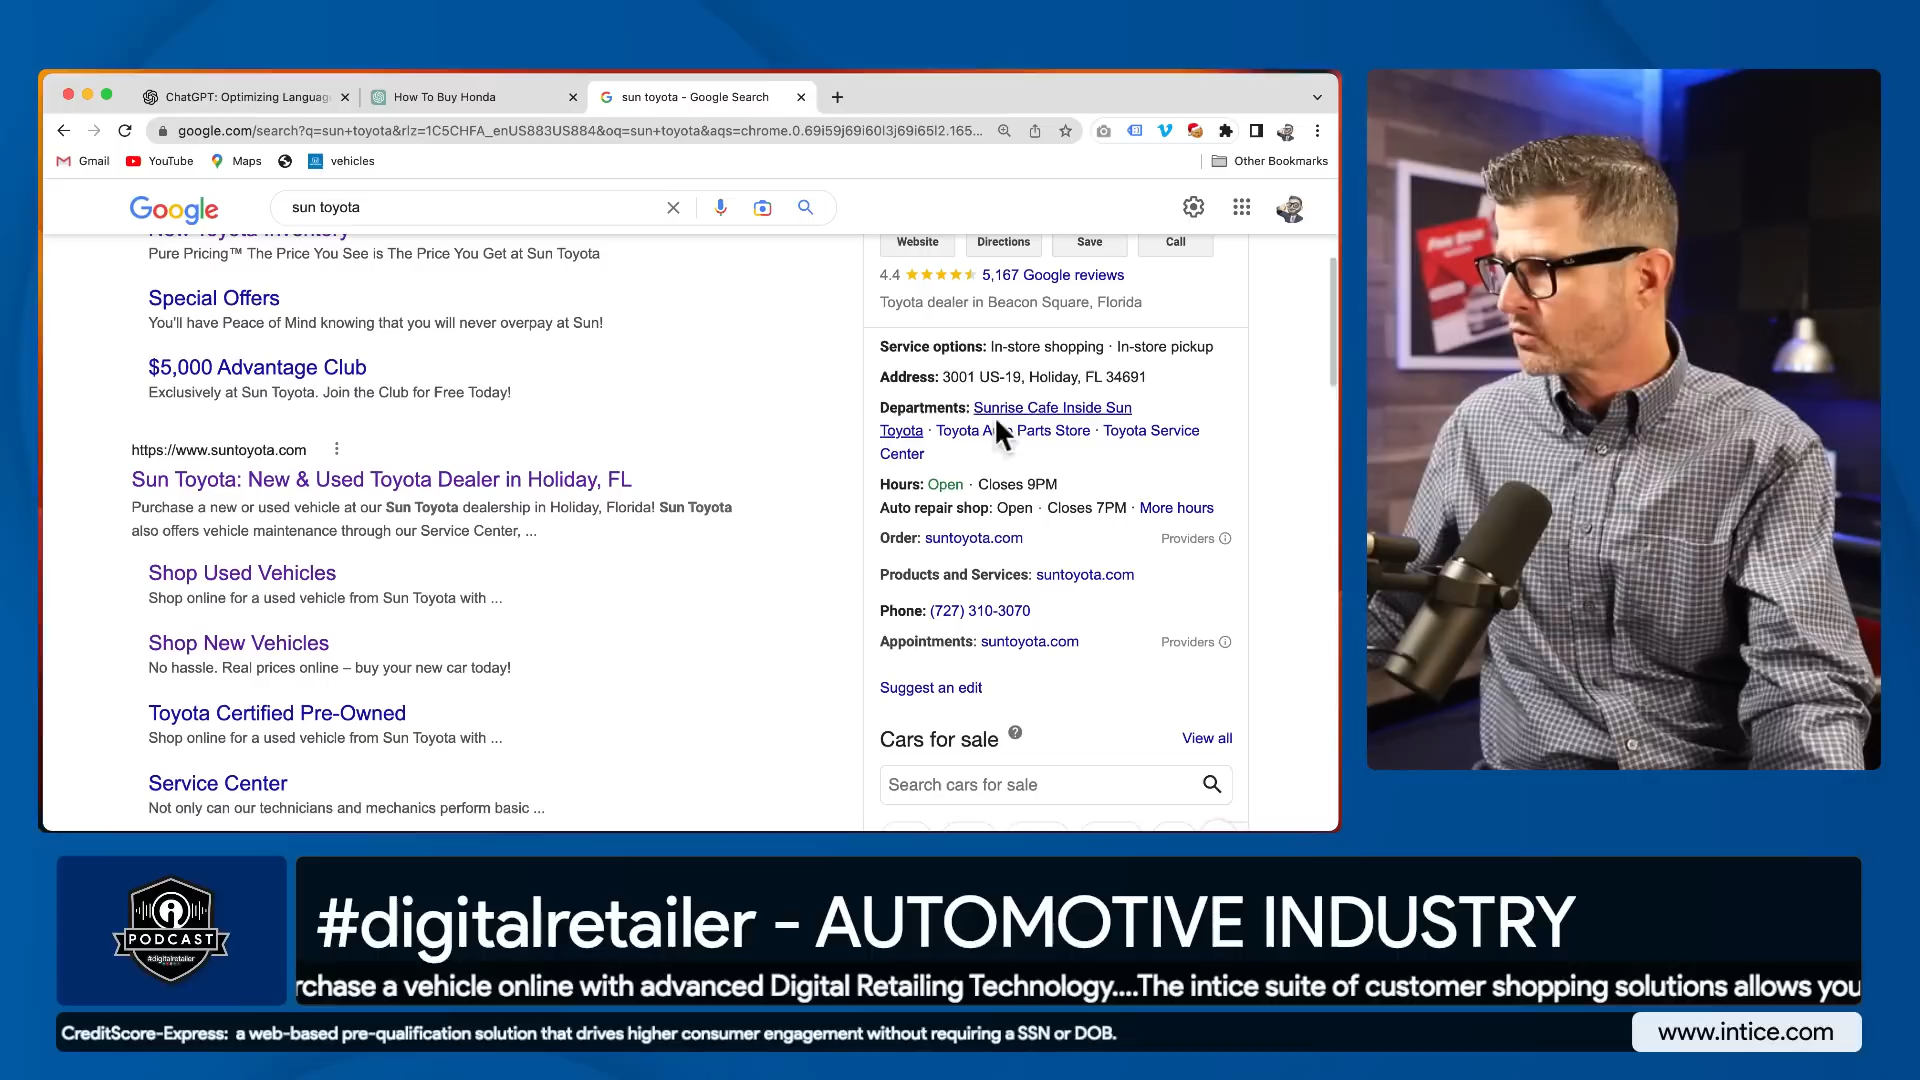 ChatGPT: Optimizing Languag
How To Buy Honda
sun toyota - Google Search
google.com/search?q=sun+toyota&rlz=1C5CHFA_enUS883US884&oq=sun+toyota&aqs=chrome.0.69i59j69i60l3j69i65l2.165...
Gmail
YouTube
Maps
vehicles
Other Bookmarks
Google
sun toyota
New Toyota Inventory
Pure Pricing™ The Price You See is The Price You Get at Sun Toyota
Special Offers
You'll have Peace of Mind knowing that you will never overpay at Sun!
$5,000 Advantage Club
Exclusively at Sun Toyota. Join the Club for Free Today!
https://www.suntoyota.com
Sun Toyota: New & Used Toyota Dealer in Holiday, FL
Purchase a new or used vehicle at our Sun Toyota dealership in Holiday, Florida! Sun Toyota
also offers vehicle maintenance through our Service Center, ...
Shop Used Vehicles
Shop online for a used vehicle from Sun Toyota with ...
Shop New Vehicles
No hassle. Real prices online – buy your new car today!
Toyota Certified Pre-Owned
Shop online for a used vehicle from Sun Toyota with ...
Service Center
Not only can our technicians and mechanics perform basic ...
Website
Directions
Save
Call
4.4
5,167 Google reviews
Toyota dealer in Beacon Square, Florida
Service options: In-store shopping · In-store pickup
Address: 3001 US-19, Holiday, FL 34691
Departments: Sunrise Cafe Inside Sun
Toyota · Toyota Auto Parts Store · Toyota Service
Center
Hours: Open · Closes 9PM
Auto repair shop: Open · Closes 7PM · More hours
Order: suntoyota.com
Providers
Products and Services: suntoyota.com
Phone: (727) 310-3070
Appointments: suntoyota.com
Providers
Suggest an edit
Cars for sale
View all
Search cars for sale
PODCAST
#digitalretailer
#digitalretailer - AUTOMOTIVE INDUSTRY
rchase a vehicle online with advanced Digital Retailing Technology....The intice suite of customer shopping solutions allows you
CreditScore-Express: a web-based pre-qualification solution that drives higher consumer engagement without requiring a SSN or DOB.
www.intice.com